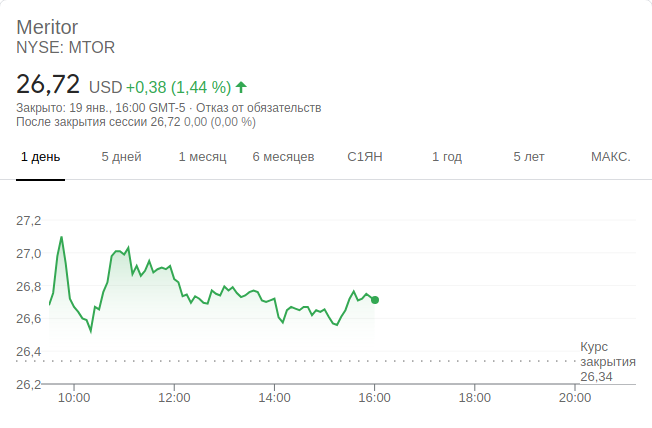 Meritor
NYSE: MTOR
26,72 USD +0,38 (1,44 %)
Закрыто: 19 янв., 16:00 GMT-5 · Отказ от обязательств
После закрытия сессии 26,72 0,00 (0,00 %)
1 день 5 дней 1 месяц 6 месяцев С1ЯН 1 год 5 лет МАКС.
27,2
27,0
26,8
26,6
26,4
26,2
Курс
закрытия
26,34
10:00 12:00 14:00 16:00 18:00 20:00